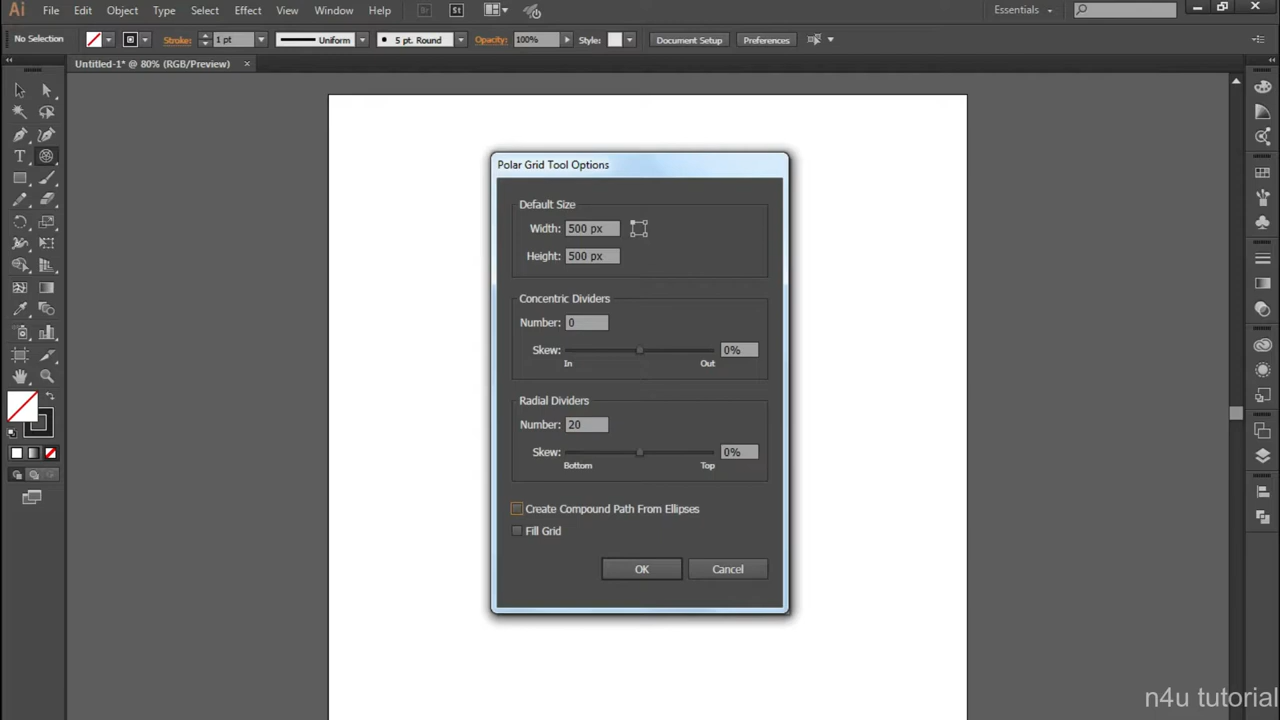 Ai File Edit Object Type Select Effect View Window Help Br St Essentials
No Selection Stroke: 1 pt Uniform 5 pt. Round Opacity: 100% Style: Document Setup Preferences
Untitled-1* @ 80% (RGB/Preview) ×
T
Polar Grid Tool Options
Default Size
Width: 500 px
Height: 500 px
Concentric Dividers
Number: 0
Skew: 0%
In Out
Radial Dividers
Number: 20
Skew: 0%
Bottom Top
Create Compound Path From Ellipses
Fill Grid
OK Cancel
n4u tutorial